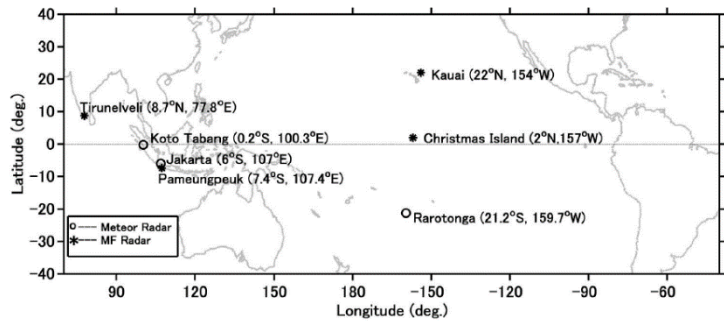 40
30
20
10
0
−10
−20
−30
−40
Latitude (deg.)
Kauai (22°N, 154°W)
Tirunelveli (8.7°N, 77.8°E)
Koto Tabang (0.2°S, 100.3°E)
Christmas Island (2°N,157°W)
Jakarta (6°S, 107°E)
Pameungpeuk (7.4°S, 107.4°E)
Rarotonga (21.2°S, 159.7°W)
Meteor Radar
MF Radar
90 120 150 180 −150 −120 −90 −60
Longitude (deg.)